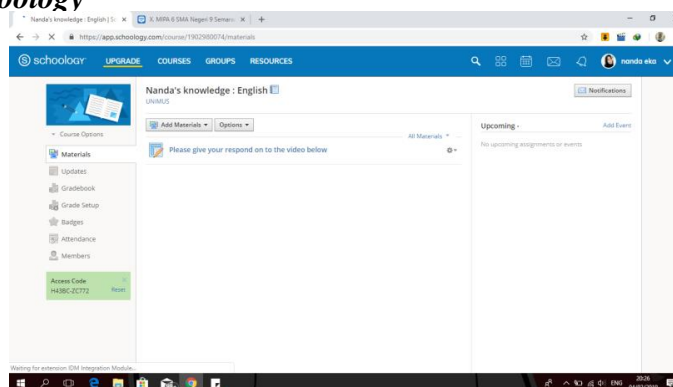 ology
Nanda's knowledge : English | Sc
X. MIPA 6 SMA Negeri 9 Semara
https://app.schoology.com/course/1902980074/materials
schoology
UPGRADE COURSES GROUPS RESOURCES
nanda eka
Nanda's knowledge : English
UNIMUS
Notifications
Course Options
Add Materials Options
All Materials
Please give your respond on to the video below
Upcoming · Add Event
No upcoming assignments or events
Materials
Updates
Gradebook
Grade Setup
Badges
Attendance
Members
Access Code
Reset
Waiting for extension IDM Integration Module...
ENG
20:26